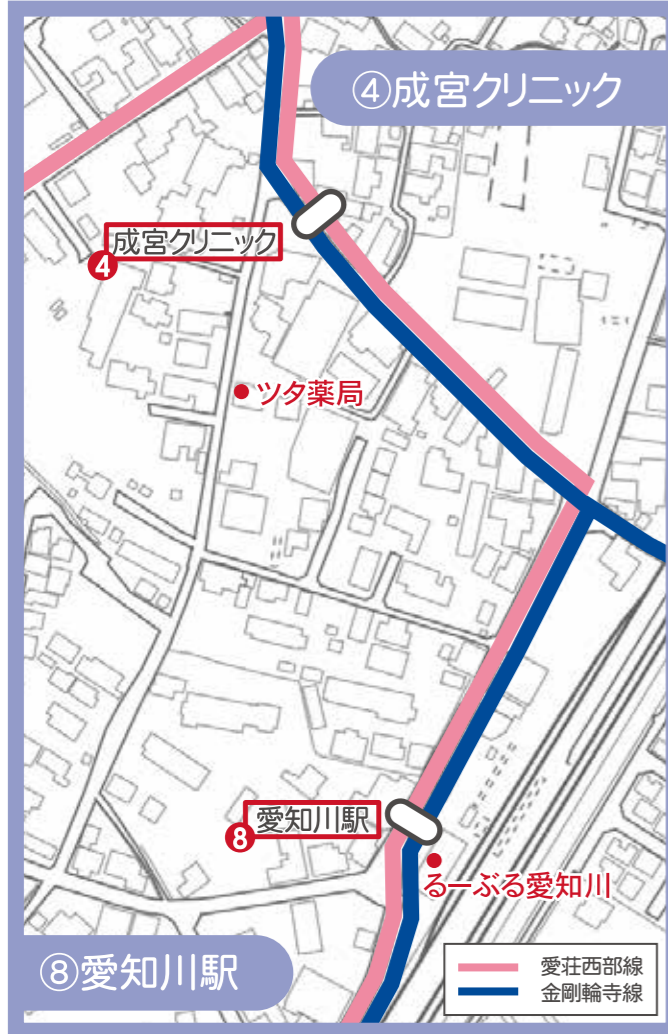 ④成宮クリニック
成宮クリニック
4
ツタ薬局
愛知川駅
8
るーぶる愛知川
⑧愛知川駅
愛荘西部線
金剛輪寺線